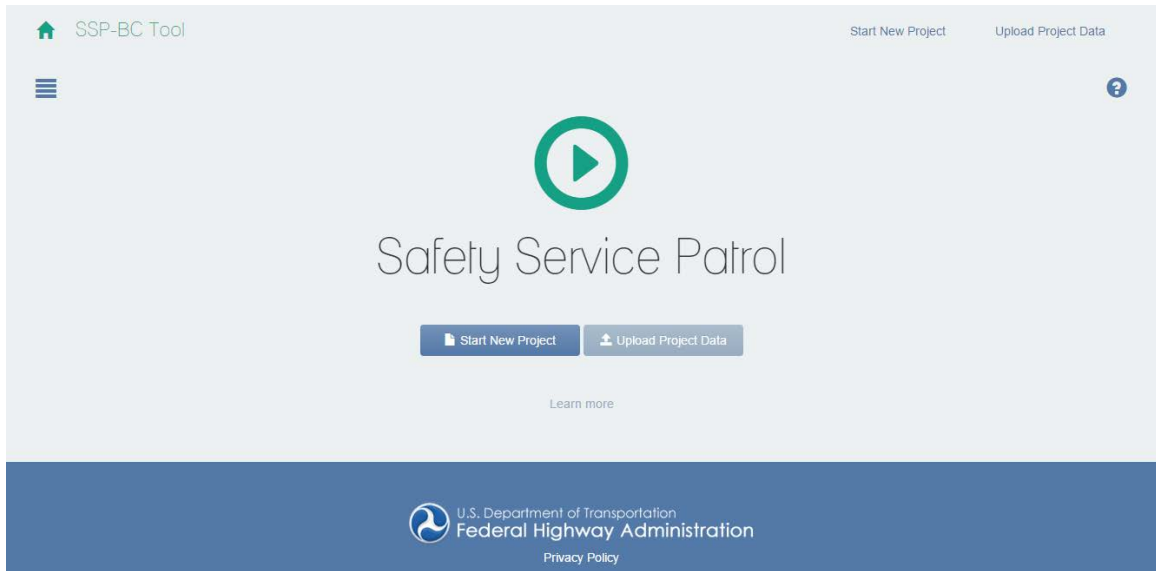 SSP-BC Tool
Start New Project
Upload Project Data
?
Safety Service Patrol
Start New Project
Upload Project Data
Learn more
U.S. Department of Transportation
Federal Highway Administration
Privacy Policy